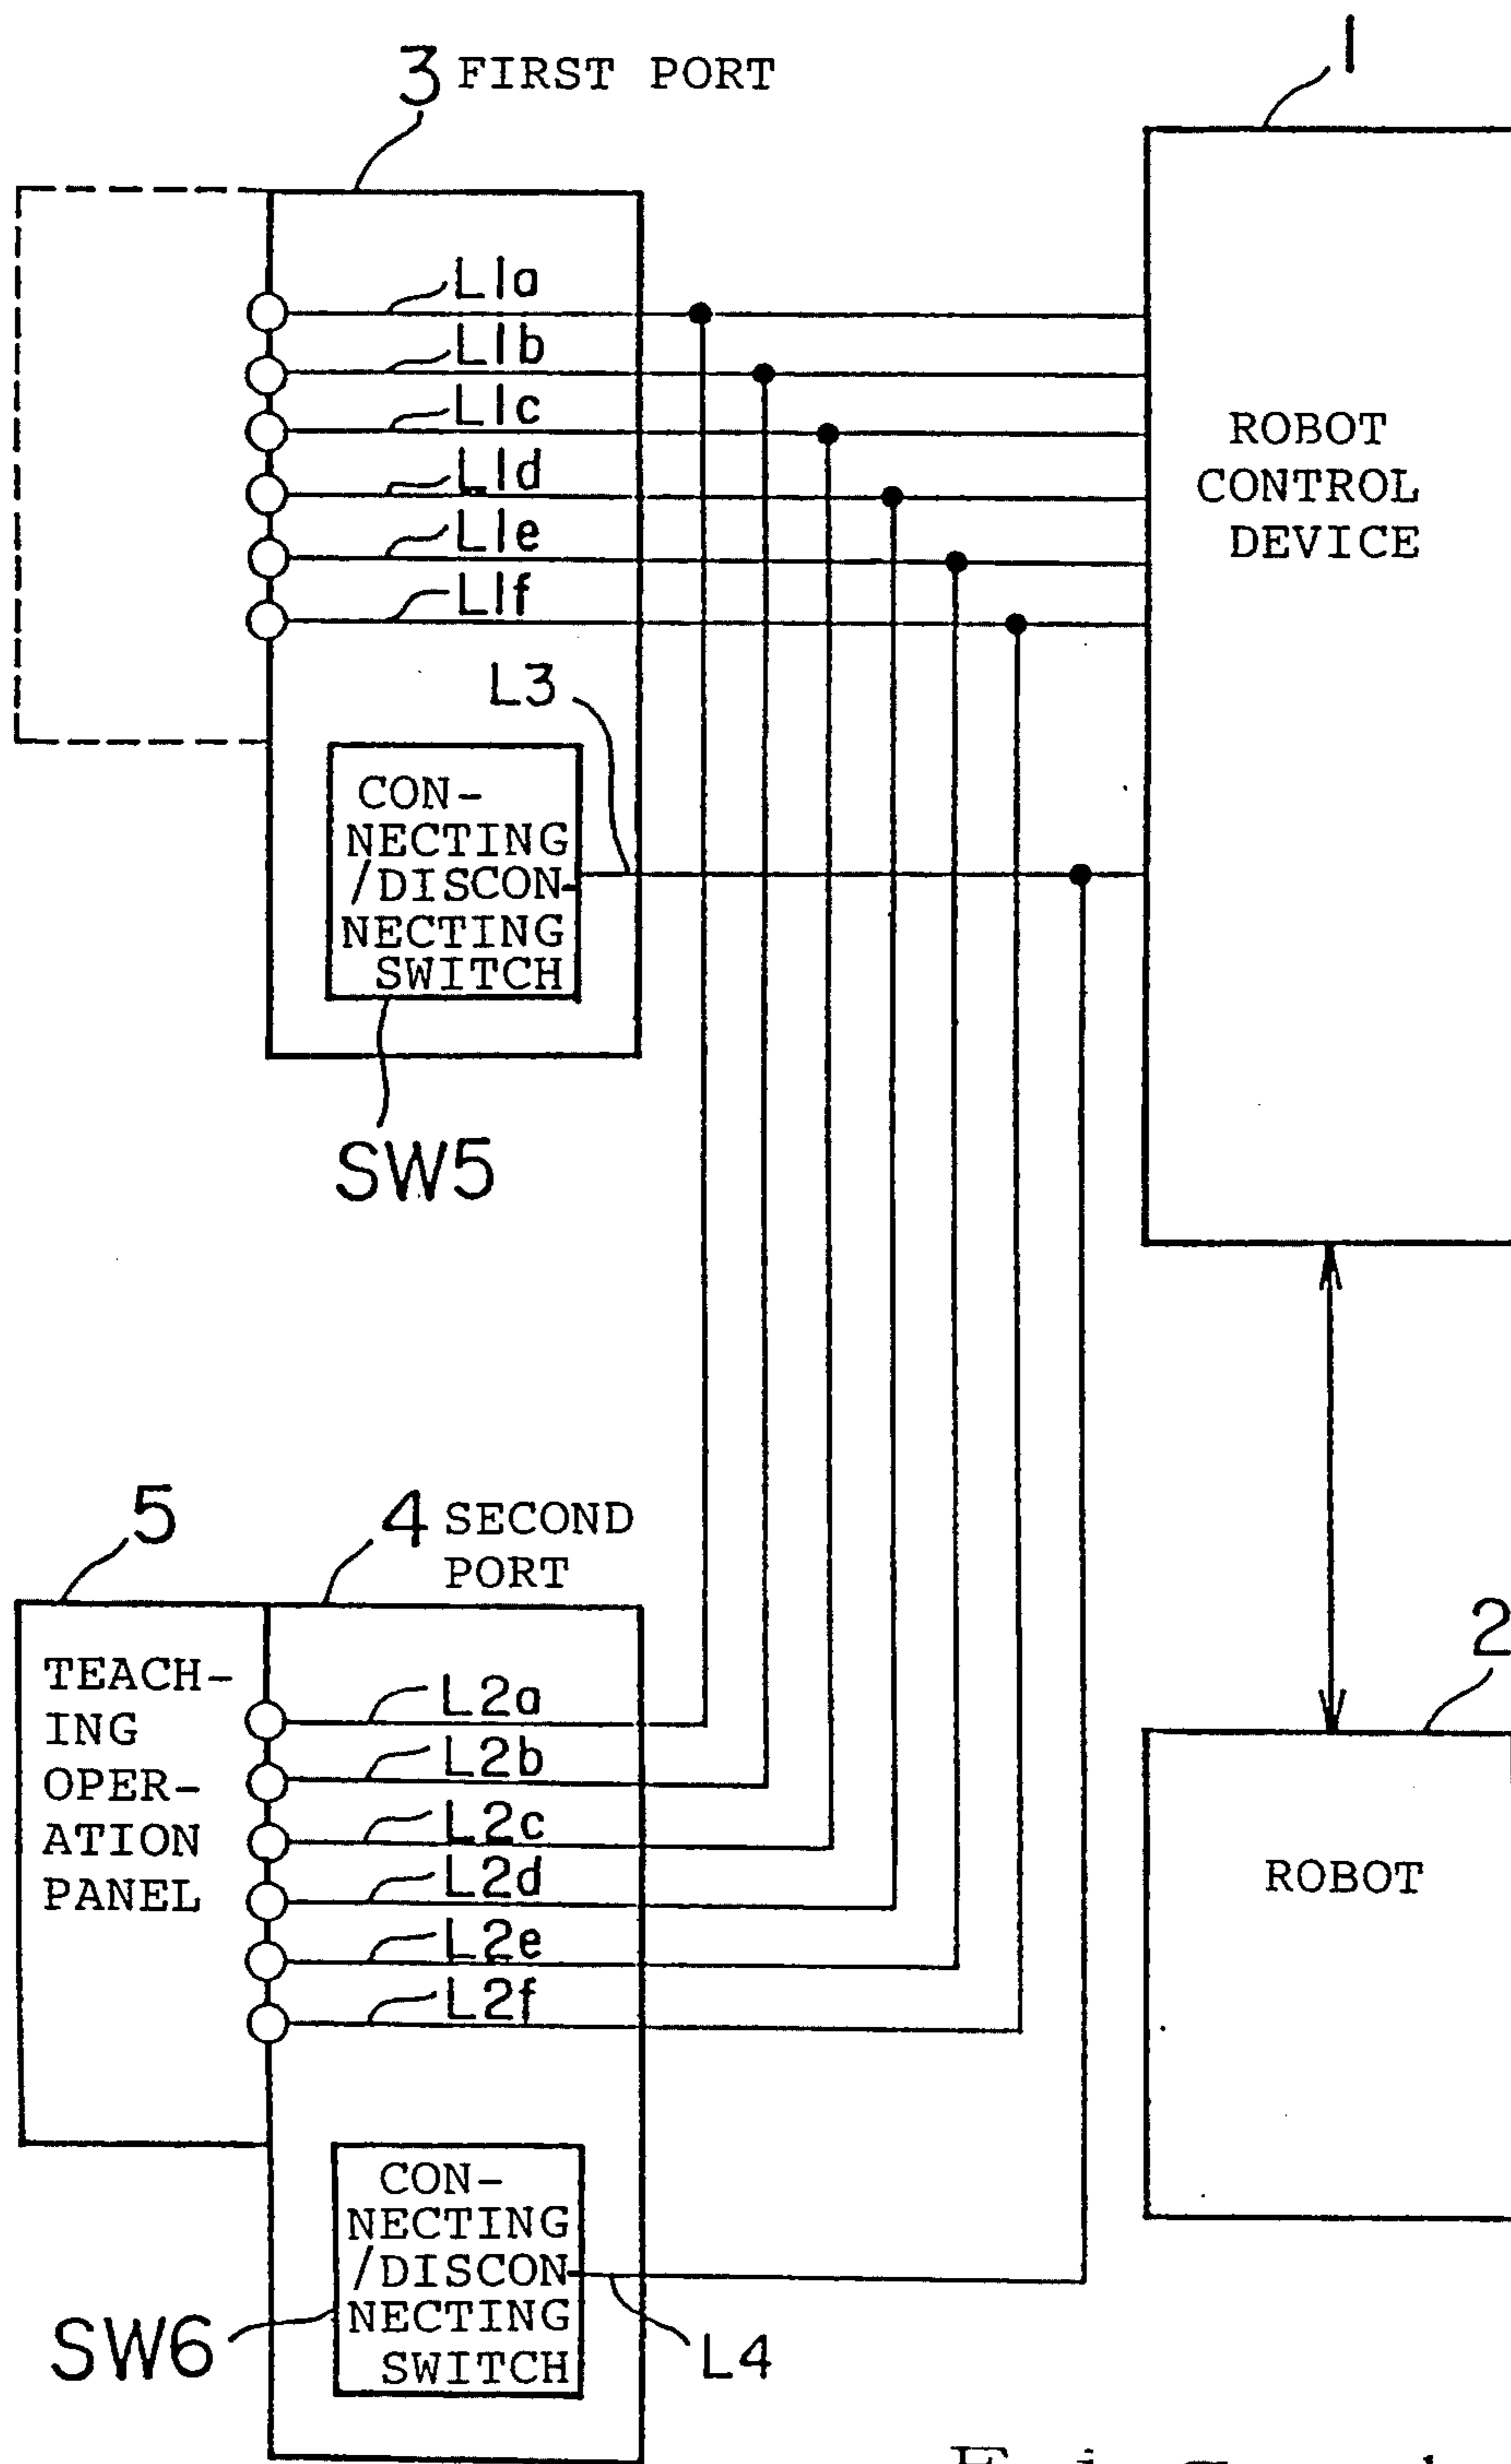 1
3 FIRST PORT
L1a
L1b
L1c
L1d
L1e
L1f
ROBOT
CONTROL
DEVICE
L3
CON-
NECTING
/DISCON-
NECTING
SWITCH
SW5
5
4 SECOND
PORT
2
TEACH-
ING
OPER-
ATION
PANEL
L2a
L2b
L2c
L2d
L2e
L2f
ROBOT
CON-
NECTING
/DISCON-
NECTING
SWITCH
SW6
L4